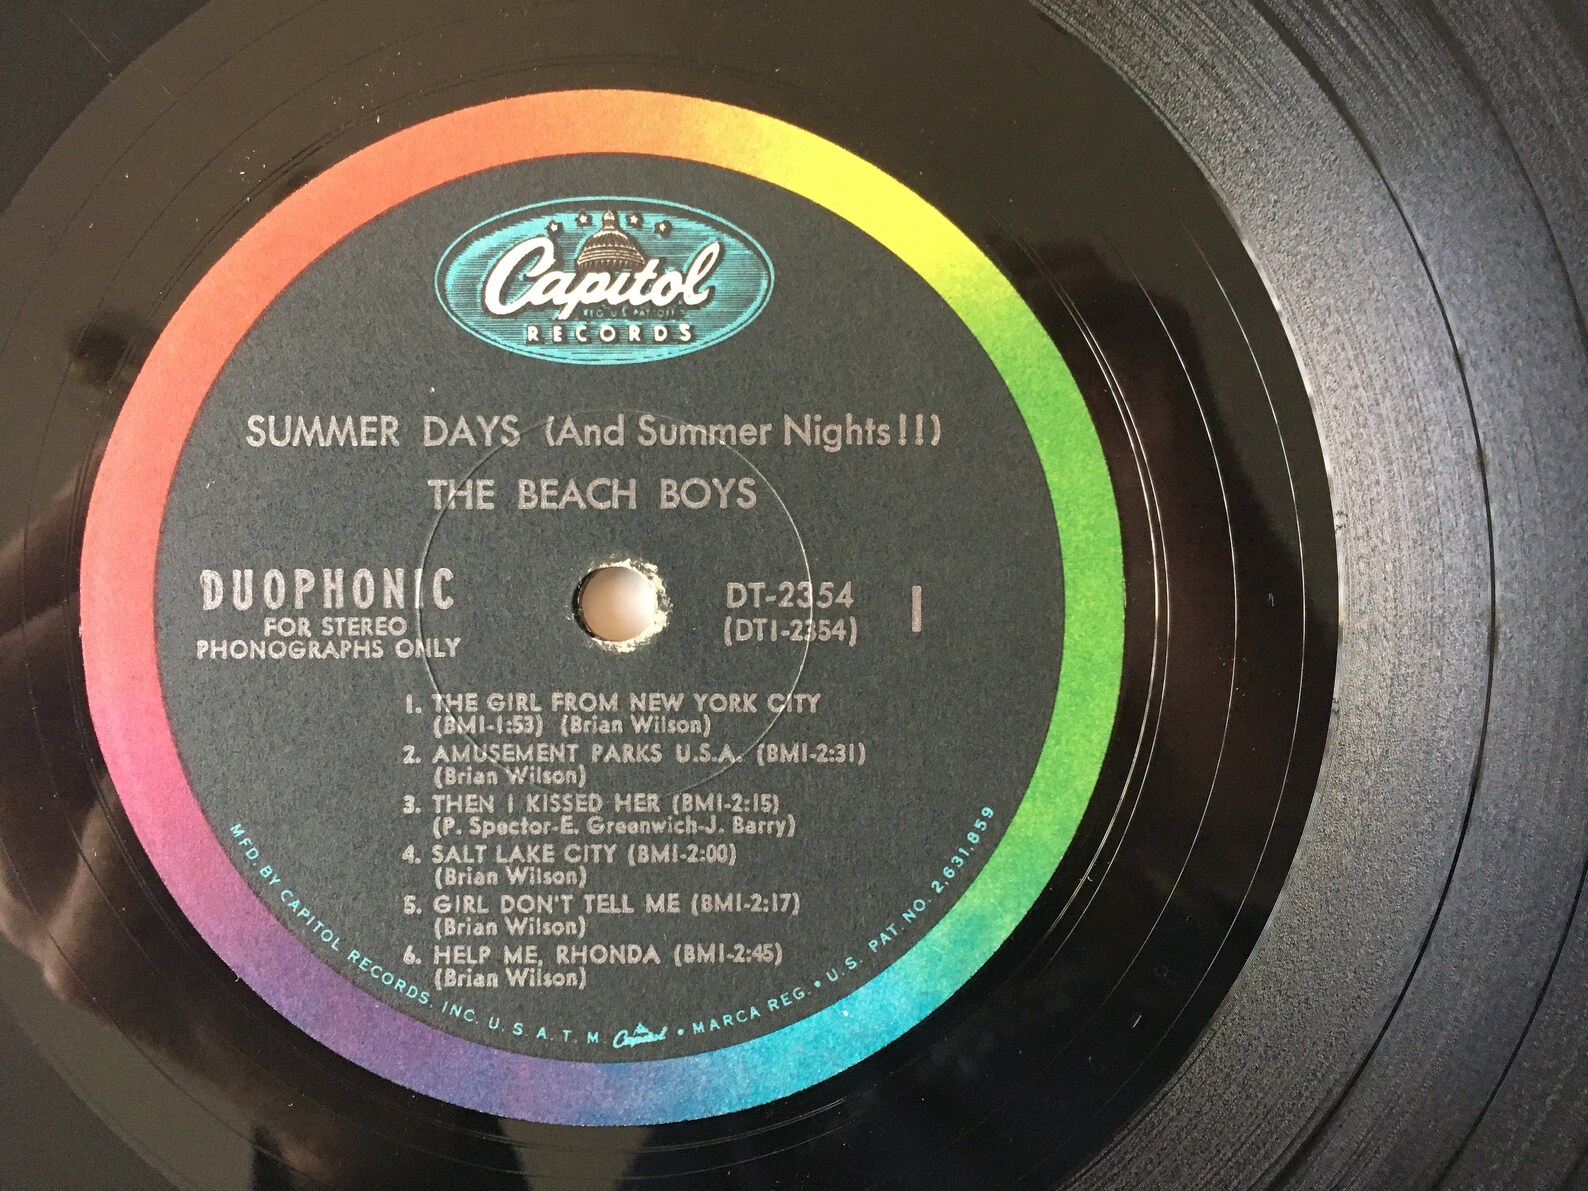 Capitol
REG. U.S. PAT. OFF.
RECORDS
SUMMER DAYS (And Summer Nights!!)
THE BEACH BOYS
DUOPHONIC
FOR STEREO
PHONOGRAPHS ONLY
DT-2354
(DT1-2354)
1
1. THE GIRL FROM NEW YORK CITY
(BMI-1:53) (Brian Wilson)
2. AMUSEMENT PARKS U.S.A. (BMI-2:31)
(Brian Wilson)
3. THEN I KISSED HER (BMI-2:15)
(P. Spector-E. Greenwich-J. Barry)
4. SALT LAKE CITY (BMI-2:00)
(Brian Wilson)
5. GIRL DON'T TELL ME (BMI-2:17)
(Brian Wilson)
6. HELP ME, RHONDA (BMI-2:45)
(Brian Wilson)
MFD. BY CAPITOL RECORDS, INC. U. S. A. T. M. Capitol • MARCA REG. • U.S. PAT. NO. 2,631,859